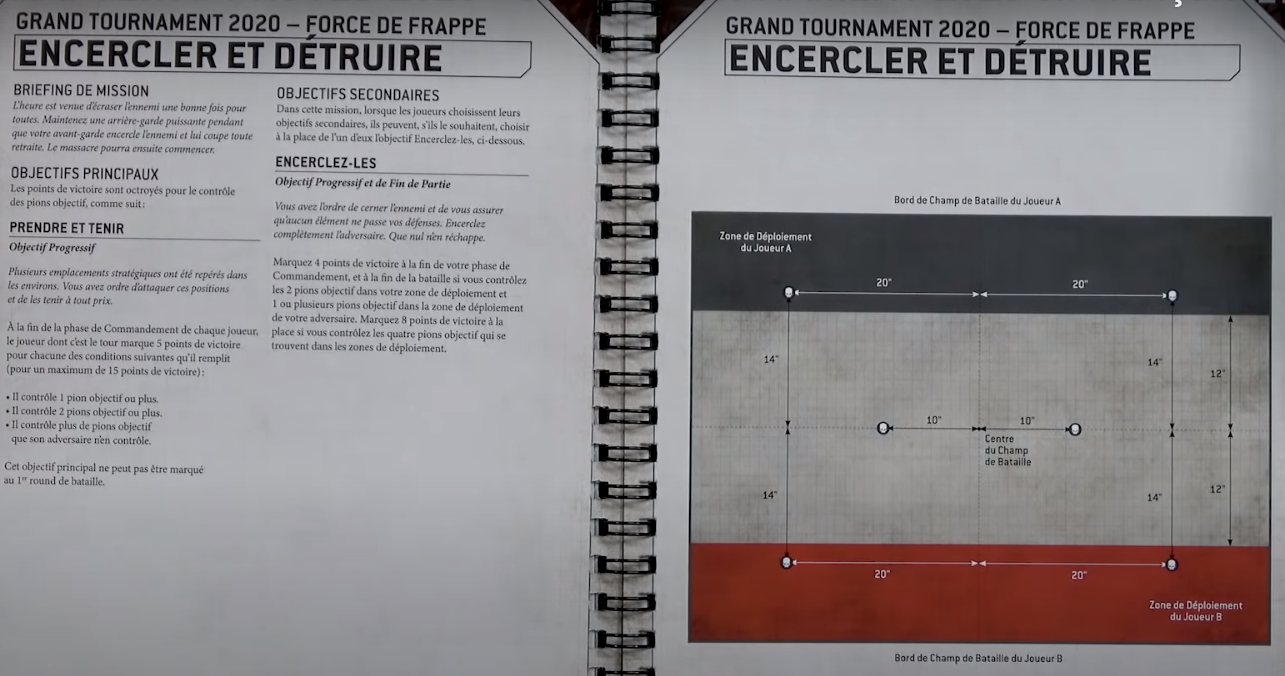 GRAND TOURNAMENT 2020 – FORCE DE FRAPPE
ENCERCLER ET DÉTRUIRE
BRIEFING DE MISSION
L'heure est venue d'écraser l'ennemi une bonne fois pour
toutes. Maintenez une arrière-garde puissante pendant
que votre avant-garde encercle l'ennemi et lui coupe toute
retraite. Le massacre pourra ensuite commencer.
OBJECTIFS PRINCIPAUX
Les points de victoire sont octroyés pour le contrôle
des pions objectif, comme suit:
PRENDRE ET TENIR
Objectif Progressif
Plusieurs emplacements stratégiques ont été repérés dans
les environs. Vous avez ordre d'attaquer ces positions
et de les tenir à tout prix.
À la fin de la phase de Commandement de chaque joueur,
le joueur dont c'est le tour marque 5 points de victoire
pour chacune des conditions suivantes qu'il remplit
(pour un maximum de 15 points de victoire):
• Il contrôle 1 pion objectif ou plus.
• Il contrôle 2 pions objectif ou plus.
• Il contrôle plus de pions objectif
que son adversaire n'en contrôle.
Cet objectif principal ne peut pas être marqué
au 1er round de bataille.
OBJECTIFS SECONDAIRES
Dans cette mission, lorsque les joueurs choisissent leurs
objectifs secondaires, ils peuvent, s'ils le souhaitent, choisir
à la place de l'un d'eux l'objectif Encerclez-les, ci-dessous.
ENCERCLEZ-LES
Objectif Progressif et de Fin de Partie
Vous avez l'ordre de cerner l'ennemi et de vous assurer
qu'aucun élément ne passe vos défenses. Encerclez
complètement l'adversaire. Que nul n'en réchappe.
Marquez 4 points de victoire à la fin de votre phase de
Commandement, et à la fin de la bataille si vous contrôlez
les 2 pions objectif dans votre zone de déploiement et
1 ou plusieurs pions objectif dans la zone de déploiement
de votre adversaire. Marquez 8 points de victoire à la
place si vous contrôlez les quatre pions objectif qui se
trouvent dans les zones de déploiement.
GRAND TOURNAMENT 2020 – FORCE DE FRAPPE
ENCERCLER ET DÉTRUIRE
Bord de Champ de Bataille du Joueur A
Zone de Déploiement
du Joueur A
20"
20"
14"
14"
12"
10"
10"
Centre
du Champ
de Bataille
14"
14"
12"
20"
20"
Zone de Déploiement
du Joueur B
Bord de Champ de Bataille du Joueur B